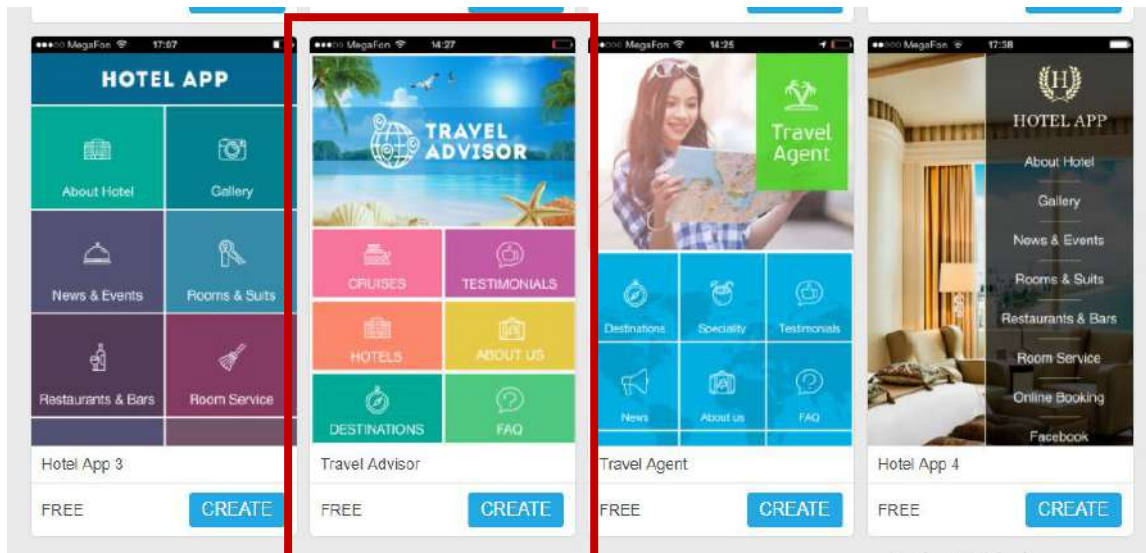 CREATE
CREATE
CREATE
MegaFon 17:07
HOTEL APP
About Hotel
Gallery
News & Events
Rooms & Suits
Restaurants & Bars
Room Service
Hotel App 3
FREE
CREATE
MegaFon 14:27
TRAVEL
ADVISOR
CRUISES
TESTIMONIALS
HOTELS
ABOUT US
DESTINATIONS
FAQ
Travel Advisor
FREE
CREATE
MegaFon 14:25
Travel
Agent
Destinations
Speciality
Testimonials
News
About us
FAQ
Travel Agent
FREE
CREATE
MegaFon 17:38
H
HOTEL APP
About Hotel
Gallery
News & Events
Rooms & Suits
Restaurants & Bars
Room Service
Online Booking
Facebook
Hotel App 4
FREE
CREATE